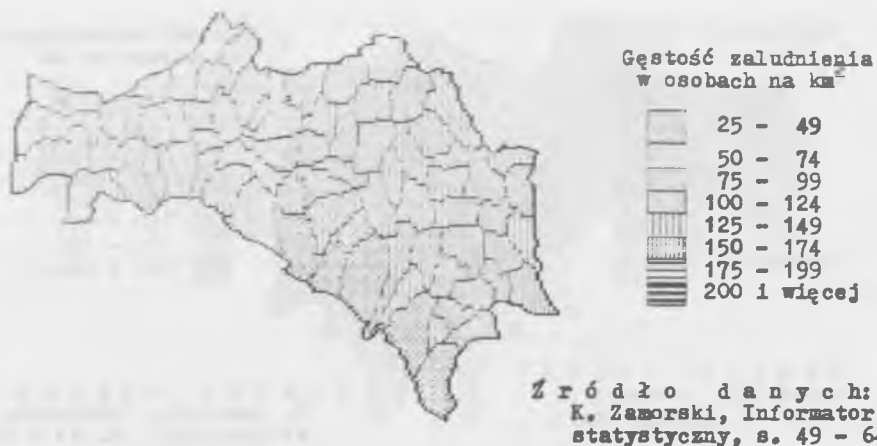 Gęstość zaludnienia
w osobach na km²
25 - 49
50 - 74
75 - 99
100 - 124
125 - 149
150 - 174
175 - 199
200 i więcej
Źródło danych:
K. Zamorski, Informator
statystyczny, s. 49 - 64